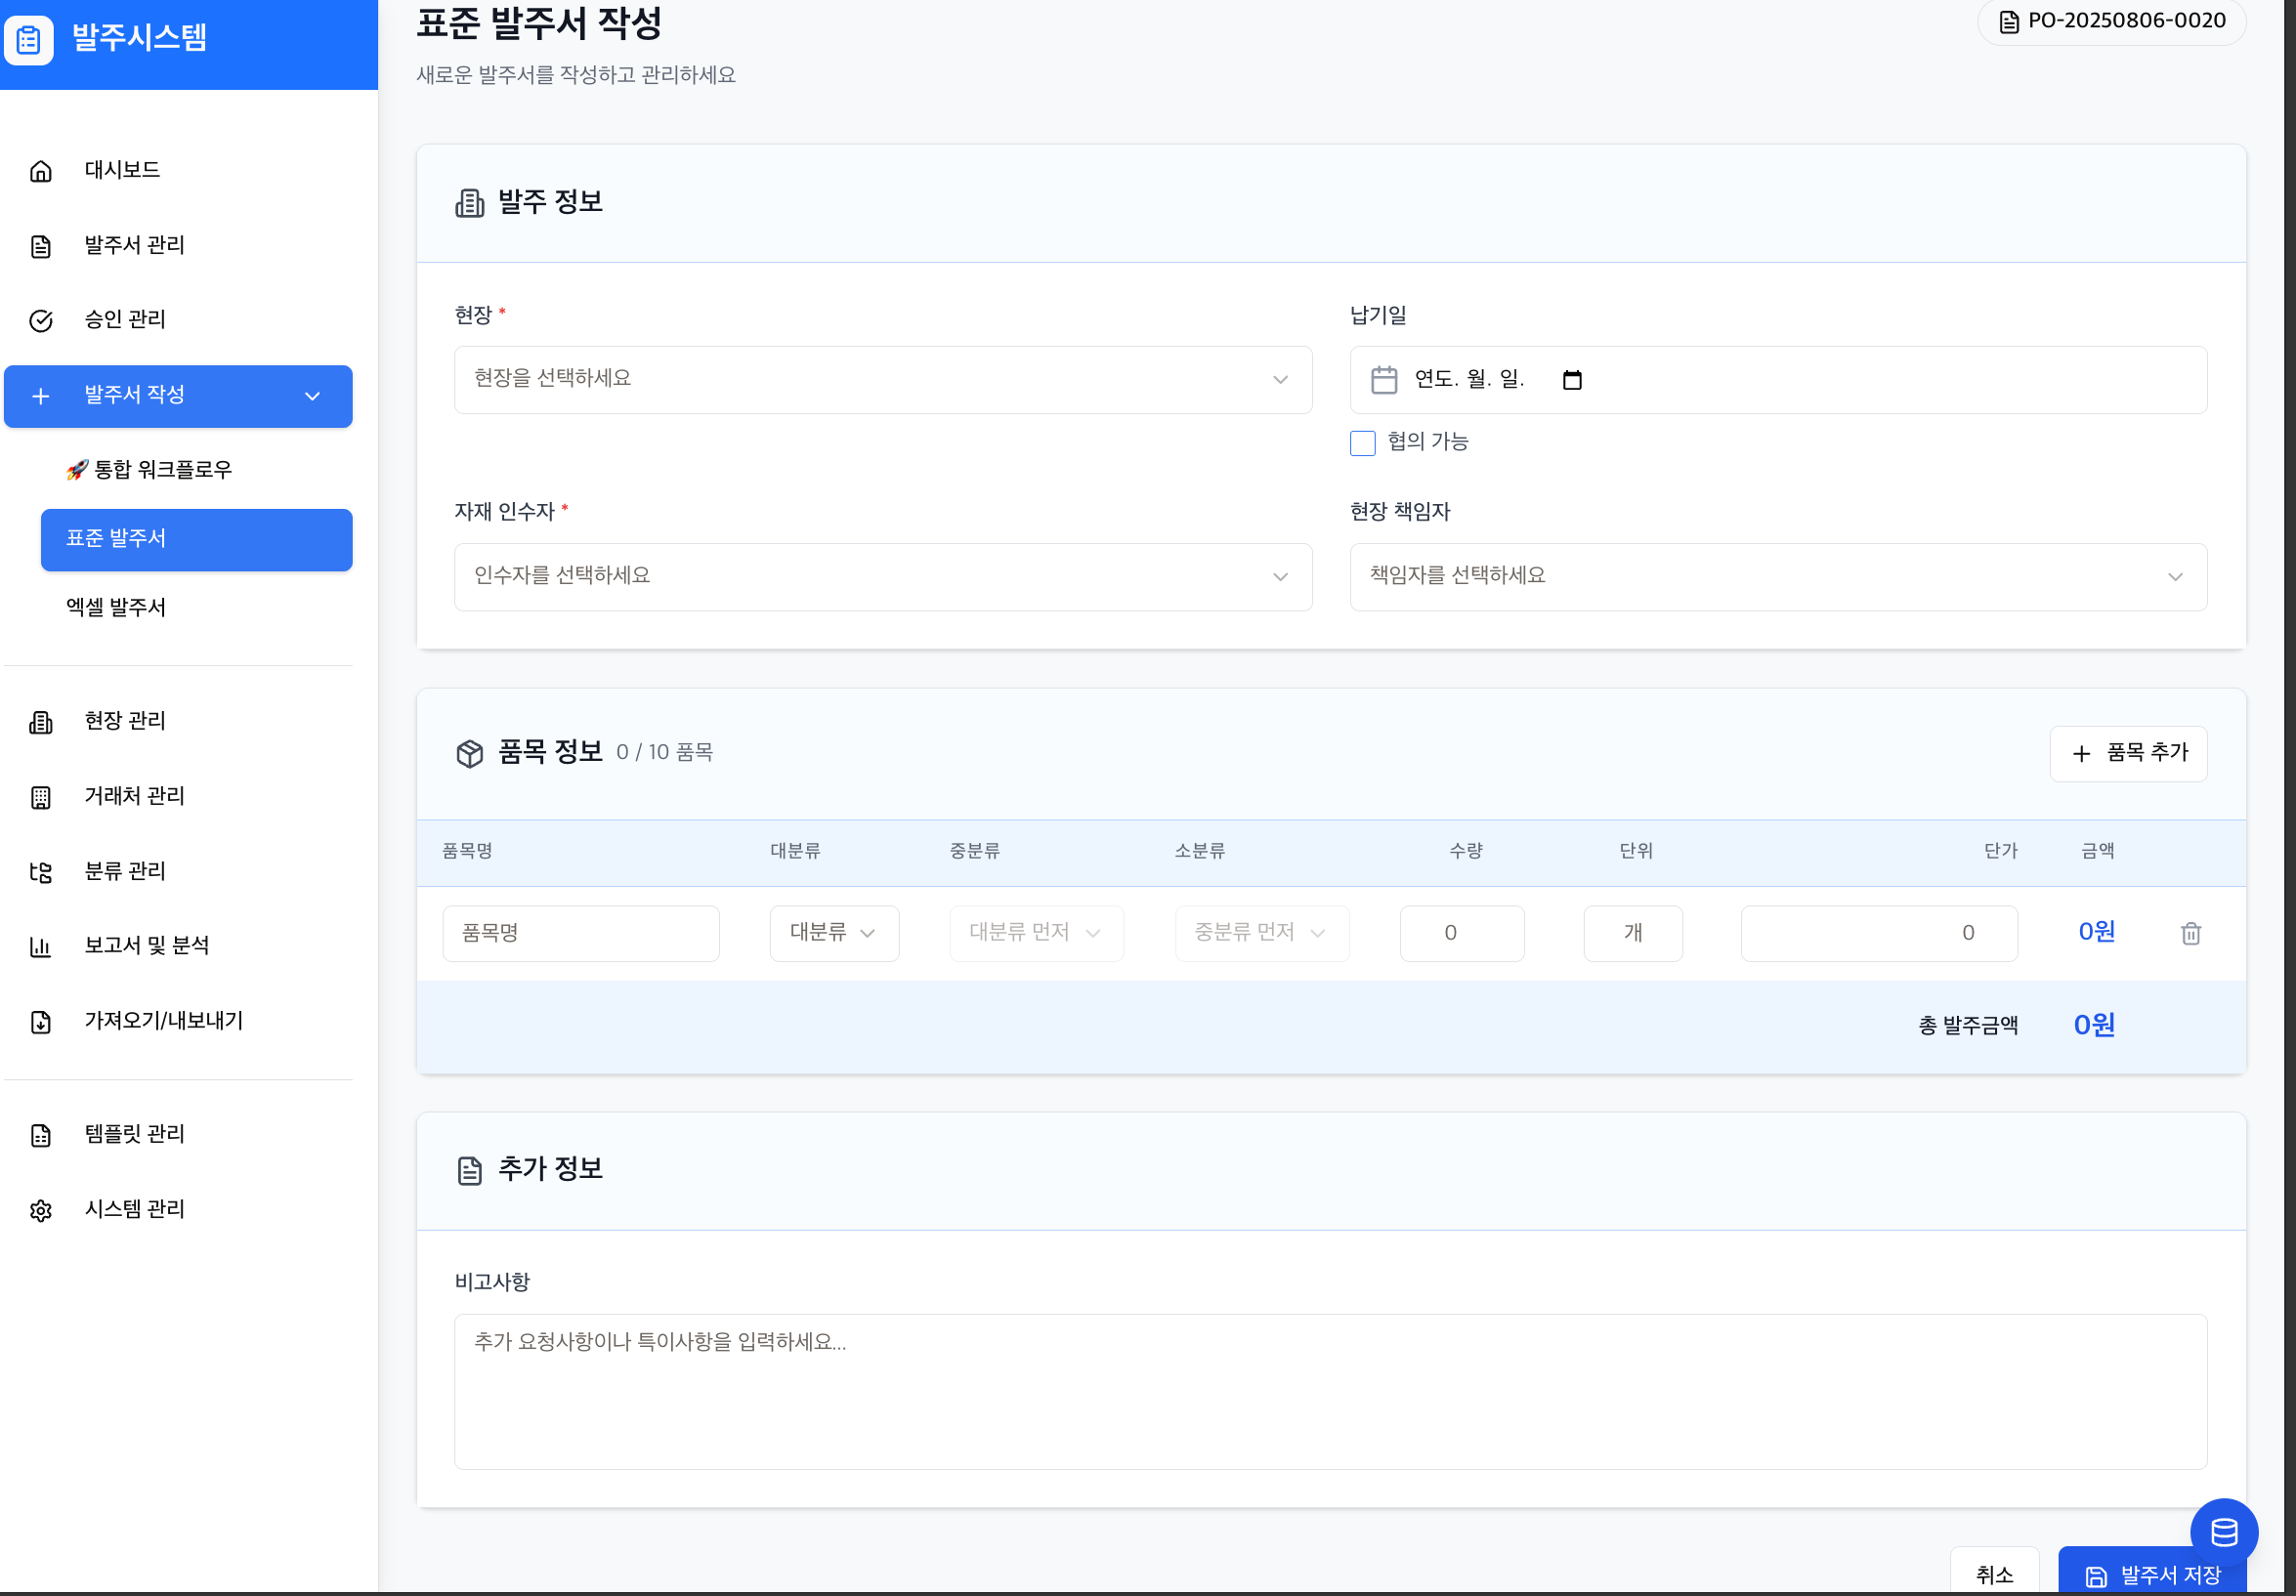 발주시스템
대시보드
발주서 관리
승인 관리
발주서 작성
🚀 통합 워크플로우
표준 발주서
엑셀 발주서
현장 관리
거래처 관리
분류 관리
보고서 및 분석
가져오기/내보내기
템플릿 관리
시스템 관리
표준 발주서 작성
PO-20250806-0020
새로운 발주서를 작성하고 관리하세요
발주 정보
현장 *
납기일
현장을 선택하세요
연도. 월. 일.
협의 가능
자재 인수자 *
현장 책임자
인수자를 선택하세요
책임자를 선택하세요
품목 정보 0 / 10 품목
품목 추가
품목명 대분류 중분류 소분류 수량 단위 단가 금액
품목명 대분류 대분류 먼저 중분류 먼저 0 개 0 0원
총 발주금액 0원
추가 정보
비고사항
추가 요청사항이나 특이사항을 입력하세요...
취소
발주서 저장